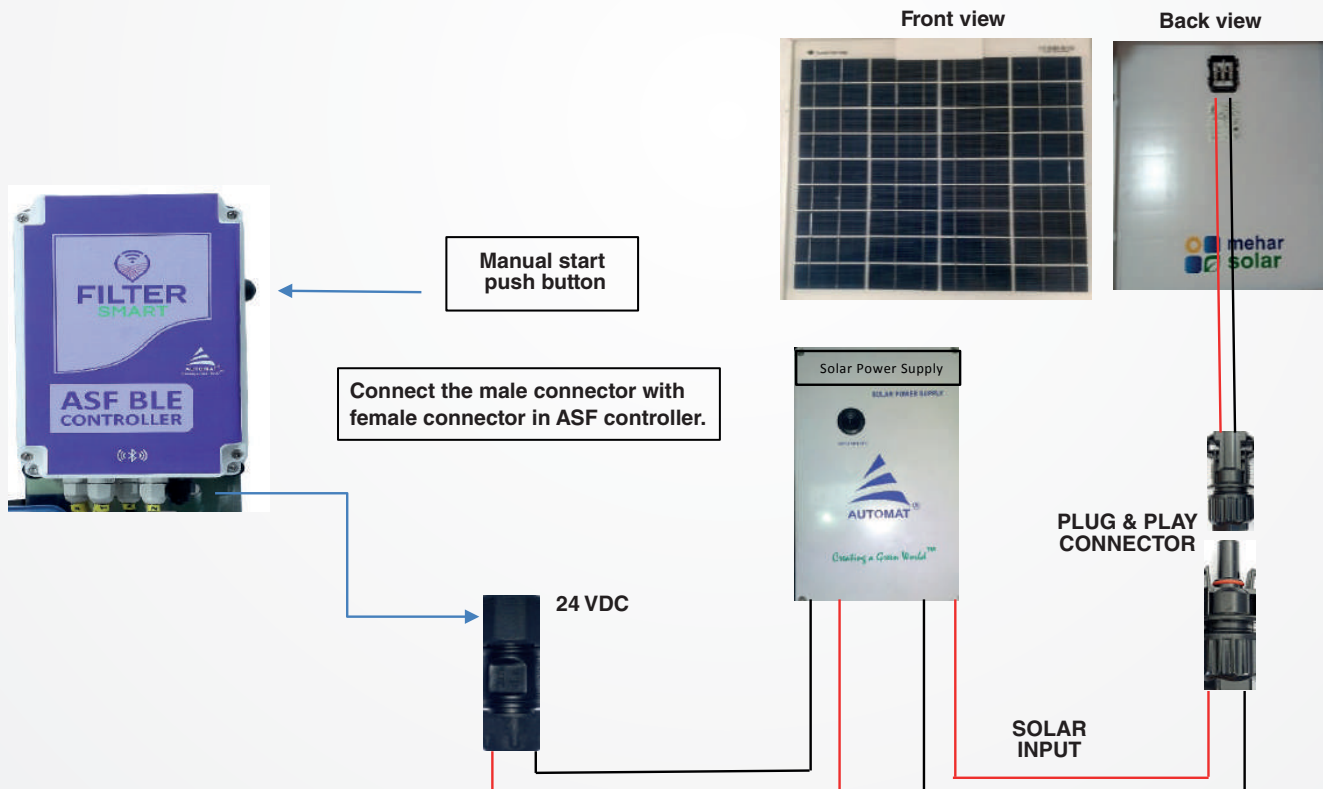 Front view
Back view
mehar
solar
Manual start
push button
FILTER
SMART
AUTOMAT
ASF BLE
CONTROLLER
Connect the male connector with
female connector in ASF controller.
Solar Power Supply
SOLAR POWER SUPPLY
AUTOMAT®
Creating a Green World™
PLUG & PLAY
CONNECTOR
24 VDC
SOLAR
INPUT